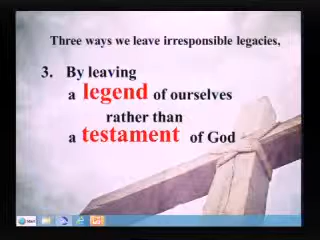 Three ways we leave irresponsible legacies,
3. By leaving
a legend of ourselves
rather than
a testament of God